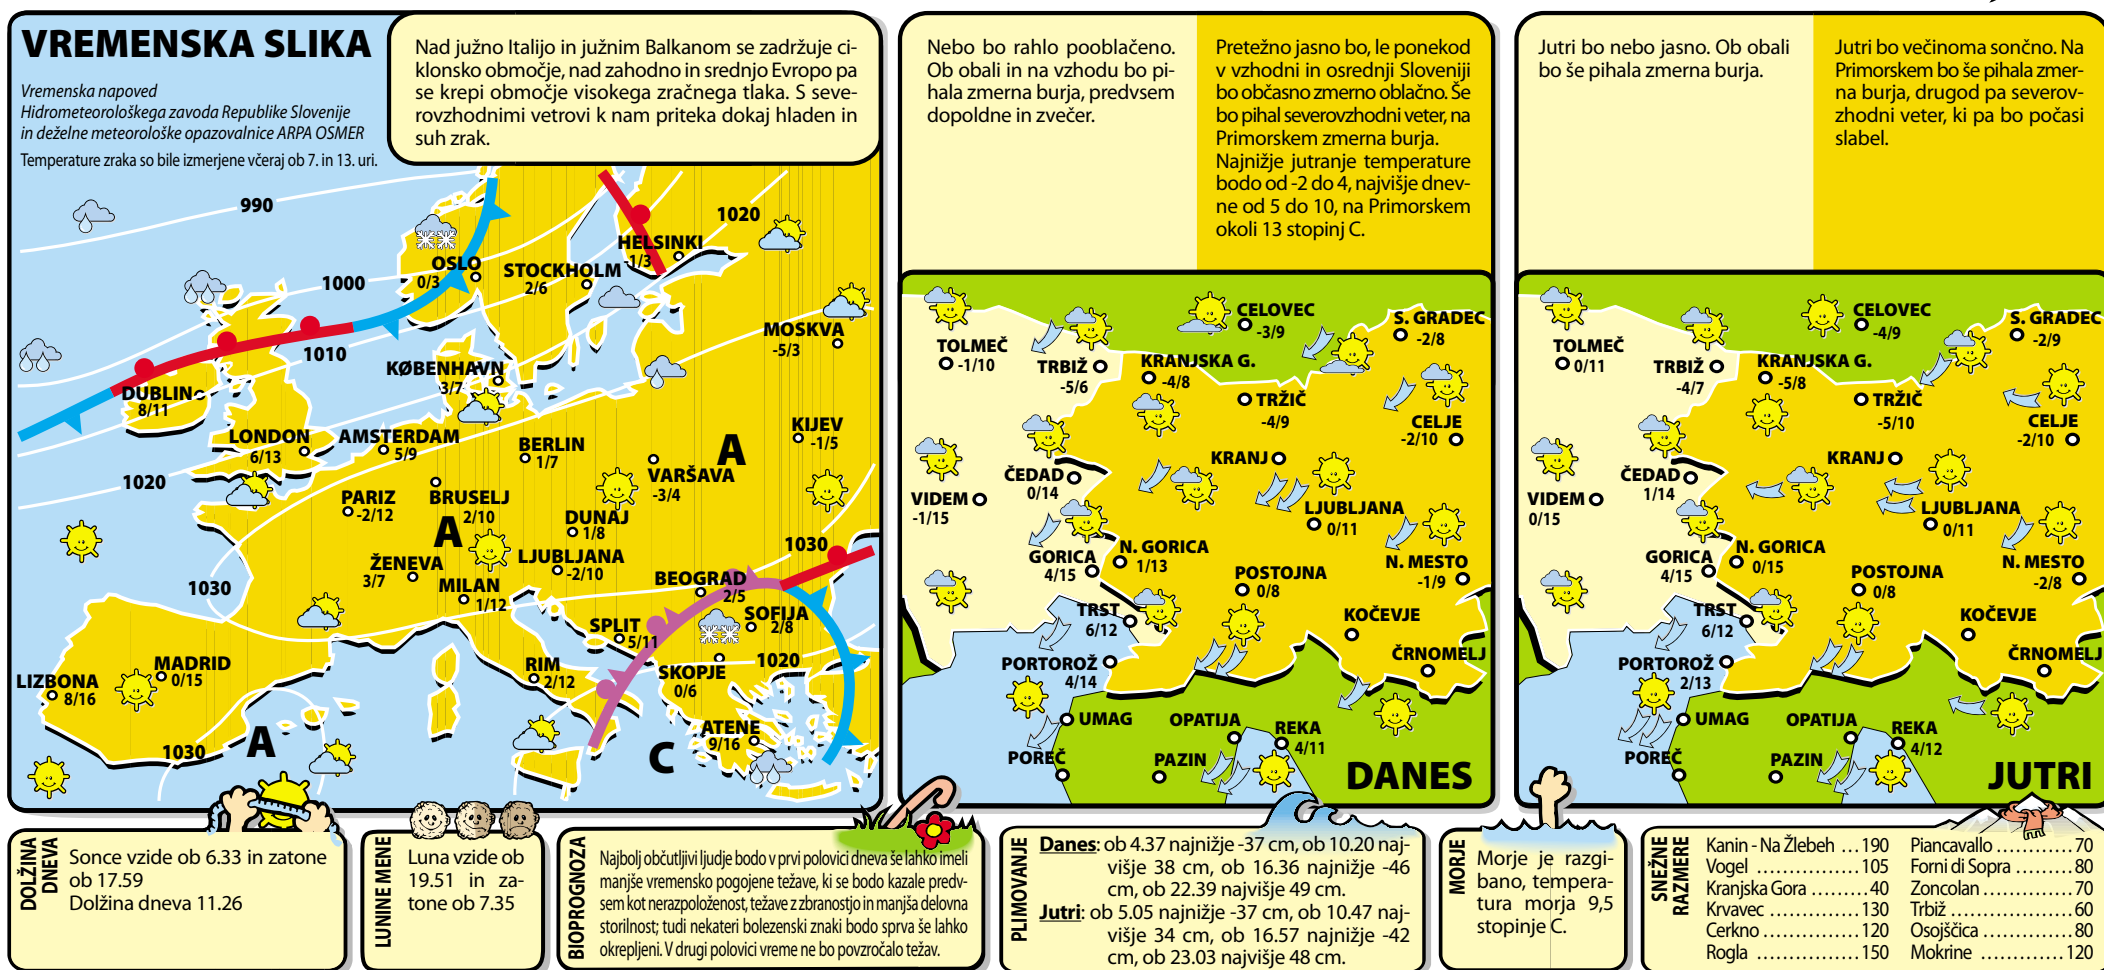 VREMENSKA SLIKA
Vremenska napoved
Hidrometeorološkega zavoda Republike Slovenije
in deželne meteorološke opazovalnice ARPA OSMER
Temperature zraka so bile izmerjene včeraj ob 7. in 13. uri.
Nad južno Italijo in južnim Balkanom se zadržuje ci-
klonsko območje, nad zahodno in srednjo Evropo pa
se krepi območje visokega zračnega tlaka. S seve-
rovzhodnimi vetrovi k nam priteka dokaj hladen in
suh zrak.
990
1020
HELSINKI
-1/3
OSLO
0/3
STOCKHOLM
2/6
1000
MOSKVA
-5/3
1010
KØBENHAVN
3/7
DUBLIN
8/11
LONDON
6/13
AMSTERDAM
5/9
BERLIN
1/7
KIJEV
-1/5
A
VARŠAVA
-3/4
1020
PARIZ
-2/12
BRUSELJ
2/10
A
DUNAJ
1/8
1030
ŽENEVA
3/7
LJUBLJANA
-2/10
1030
MILAN
1/12
BEOGRAD
2/5
SOFIJA
2/8
SPLIT
5/11
MADRID
0/15
LIZBONA
8/16
RIM
2/12
SKOPJE
0/6
1020
ATENE
9/16
1030
A
C
Nebo bo rahlo pooblačeno.
Ob obali in na vzhodu bo pi-
hala zmerna burja, predvsem
dopoldne in zvečer.
Pretežno jasno bo, le ponekod
v vzhodni in osrednji Sloveniji
bo občasno zmerno oblačno. Še
bo pihal severovzhodni veter, na
Primorskem zmerna burja.
Najnižje jutranje temperature
bodo od -2 do 4, najvišje dnev-
ne od 5 do 10, na Primorskem
okoli 13 stopinj C.
CELOVEC
-3/9
S. GRADEC
-2/8
TOLMEČ
-1/10
TRBIŽ
-5/6
KRANJSKA G.
-4/8
TRŽIČ
-4/9
CELJE
-2/10
KRANJ
ČEDAD
0/14
VIDEM
-1/15
LJUBLJANA
0/11
GORICA
4/15
N. GORICA
1/13
N. MESTO
-1/9
POSTOJNA
0/8
TRST
6/12
KOČEVJE
PORTOROŽ
4/14
ČRNOMELJ
UMAG
OPATIJA
REKA
4/11
POREČ
PAZIN
DANES
Jutri bo nebo jasno. Ob obali
bo še pihala zmerna burja.
Jutri bo večinoma sončno. Na
Primorskem bo še pihala zmer-
na burja, drugod pa severov-
zhodni veter, ki pa bo počasi
slabel.
CELOVEC
-4/9
S. GRADEC
-2/9
TOLMEČ
0/11
TRBIŽ
-4/7
KRANJSKA G.
-5/8
TRŽIČ
-5/10
CELJE
-2/10
KRANJ
ČEDAD
1/14
VIDEM
0/15
LJUBLJANA
0/11
GORICA
4/15
N. GORICA
0/15
N. MESTO
-2/8
POSTOJNA
0/8
TRST
6/12
KOČEVJE
PORTOROŽ
2/13
ČRNOMELJ
UMAG
OPATIJA
REKA
4/12
POREČ
PAZIN
JUTRI
DOLŽINA
DNEVA
Sonce vzide ob 6.33 in zatone
ob 17.59
Dolžina dneva 11.26
LUNINE MENE
Luna vzide ob
19.51 in za-
tone ob 7.35
BIOPROGNOZA
Najbolj občutljivi ljudje bodo v prvi polovici dneva še lahko imeli
manjše vremensko pogojene težave, ki se bodo kazale predv-
sem kot nerazpoloženost, težave z zbranostjo in manjša delovna
storilnost; tudi nekateri bolezenski znaki bodo sprva še lahko
okrepljeni. V drugi polovici vreme ne bo povzročalo težav.
PLIMOVANJE
Danes: ob 4.37 najnižje -37 cm, ob 10.20 naj-
višje 38 cm, ob 16.36 najnižje -46
cm, ob 22.39 najvišje 49 cm.
Jutri: ob 5.05 najnižje -37 cm, ob 10.47 naj-
višje 34 cm, ob 16.57 najnižje -42
cm, ob 23.03 najvišje 48 cm.
MORJE
Morje je razgi-
bano, tempera-
tura morja 9,5
stopinje C.
SNEŽNE
RAZMERE
Kanin - Na Žlebeh ...190
Vogel ......................105
Kranjska Gora .........40
Krvavec ................130
Cerkno .................120
Rogla ...................150
Piancavallo ............70
Forni di Sopra ........80
Zoncolan ...............70
Trbiž ......................60
Osojščica ...............80
Mokrine ..............120